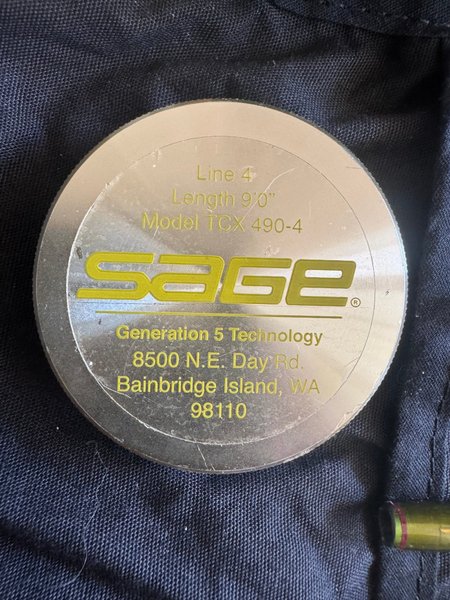 Line 4
Length 9'0"
Model TCX 490-4
SAGE®
Generation 5 Technology
8500 N.E. Day Rd.
Bainbridge Island, WA
98110